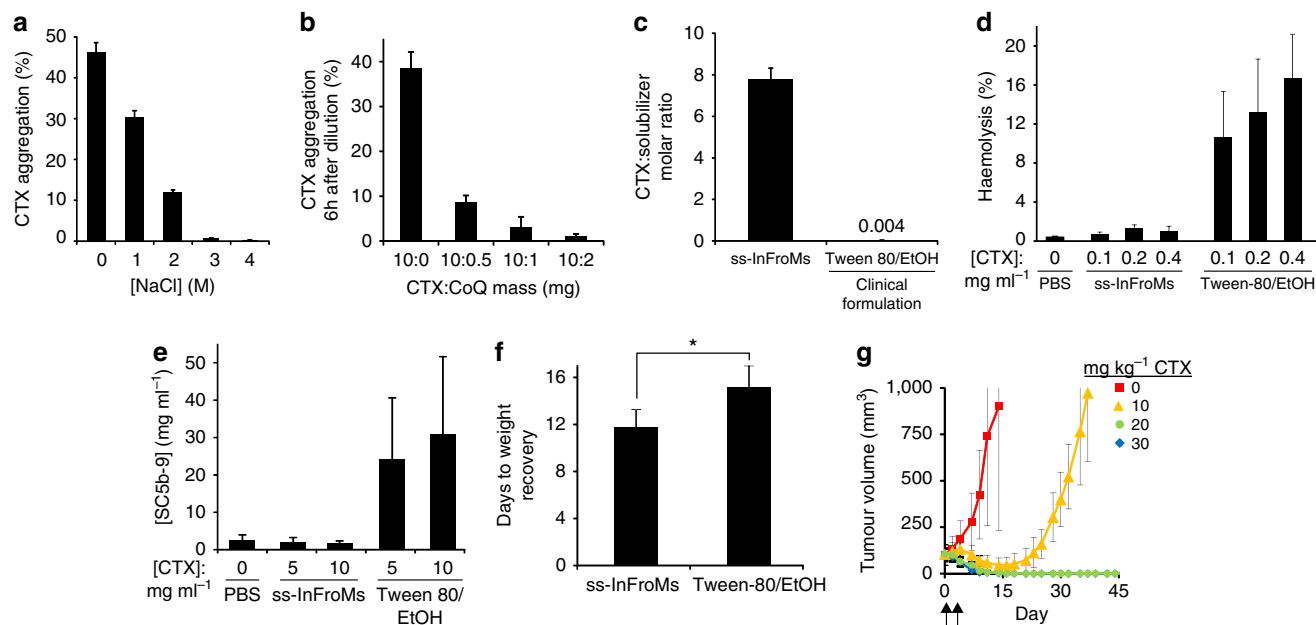 a
CTX aggregation (%)
50
40
30
20
10
0
0 1 2 3 4
[NaCl] (M)
b
CTX aggregation
6h after dilution (%)
40
30
20
10
0
10:0 10:0.5 10:1 10:2
CTX:CoQ mass (mg)
c
CTX:solubilizer
molar ratio
10
8
6
4
2
0
0.004
ss-InFroMs Tween 80/EtOH
Clinical
formulation
d
Haemolysis (%)
20
16
12
8
4
0
[CTX]: 0 0.1 0.2 0.4 0.1 0.2 0.4
mg ml−1 PBS ss-InFroMs Tween-80/EtOH
e
[SC5b-9] (mg ml−1)
50
40
30
20
10
0
[CTX]: 0 5 10 5 10
mg ml−1 PBS ss-InFroMs Tween 80/
EtOH
f
Days to weight
recovery
16
12
8
4
0
*
ss-InFroMs Tween-80/EtOH
g
Tumour volume (mm3)
1,000
750
500
250
0
0 15 30 45
Day
mg kg−1 CTX
0
10
20
30